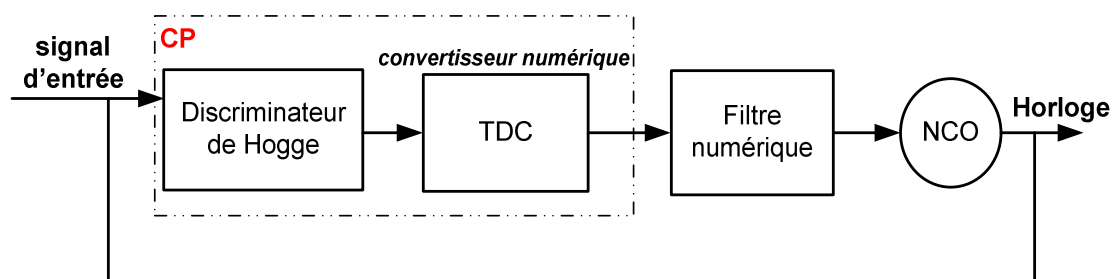 signal
d'entrée
CP
convertisseur numérique
Discriminateur
de Hogge
TDC
Filtre
numérique
NCO
Horloge